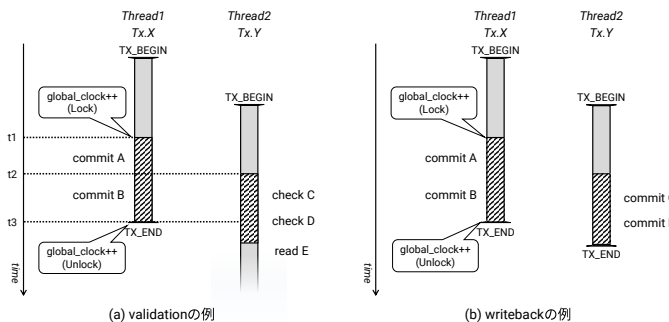 Thread1
Tx.X
Thread2
Tx.Y
TX_BEGIN
TX_BEGIN
global_clock++
(Lock)
t1
commit A
t2
commit B
check C
check D
t3
TX_END
read E
global_clock++
(Unlock)
time
(a) validationの例
Thread1
Tx.X
Thread2
Tx.Y
TX_BEGIN
TX_BEGIN
global_clock++
(Lock)
commit A
commit B
commit
commit
TX_END
TX_END
global_clock++
(Unlock)
time
(b) writebackの例